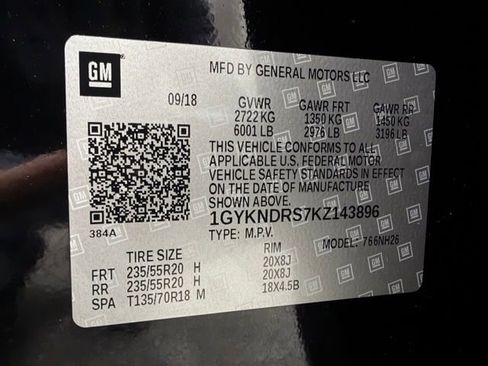 GM
MFD BY GENERAL MOTORS LLC
09/18 GVWR GAWR FRT GAWR RR
2722 KG 1350 KG 1450 KG
6001 LB 2976 LB 3196 LB
THIS VEHICLE CONFORMS TO ALL
APPLICABLE U.S. FEDERAL MOTOR
VEHICLE SAFETY STANDARDS IN EFFECT
ON THE DATE OF MANUFACTURE
SHOWN ABOVE.
1GYKNDRS7KZ143896
384A TYPE: M.P.V. MODEL: 766NH26
TIRE SIZE RIM
FRT 235/55R20 H 20X8J
RR 235/55R20 H 20X8J
SPA T135/70R18 M 18X4.5B